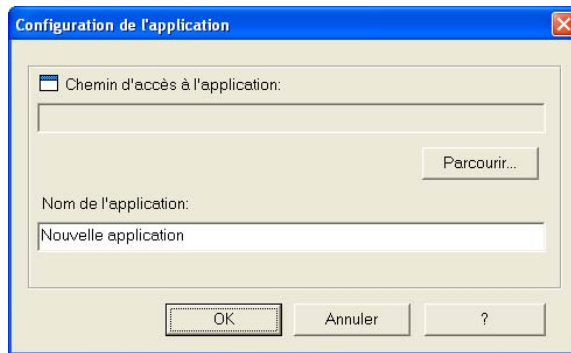 Configuration de l'application
Chemin d'accès à l'application:
Parcourir...
Nom de l'application:
Nouvelle application
OK Annuler ?